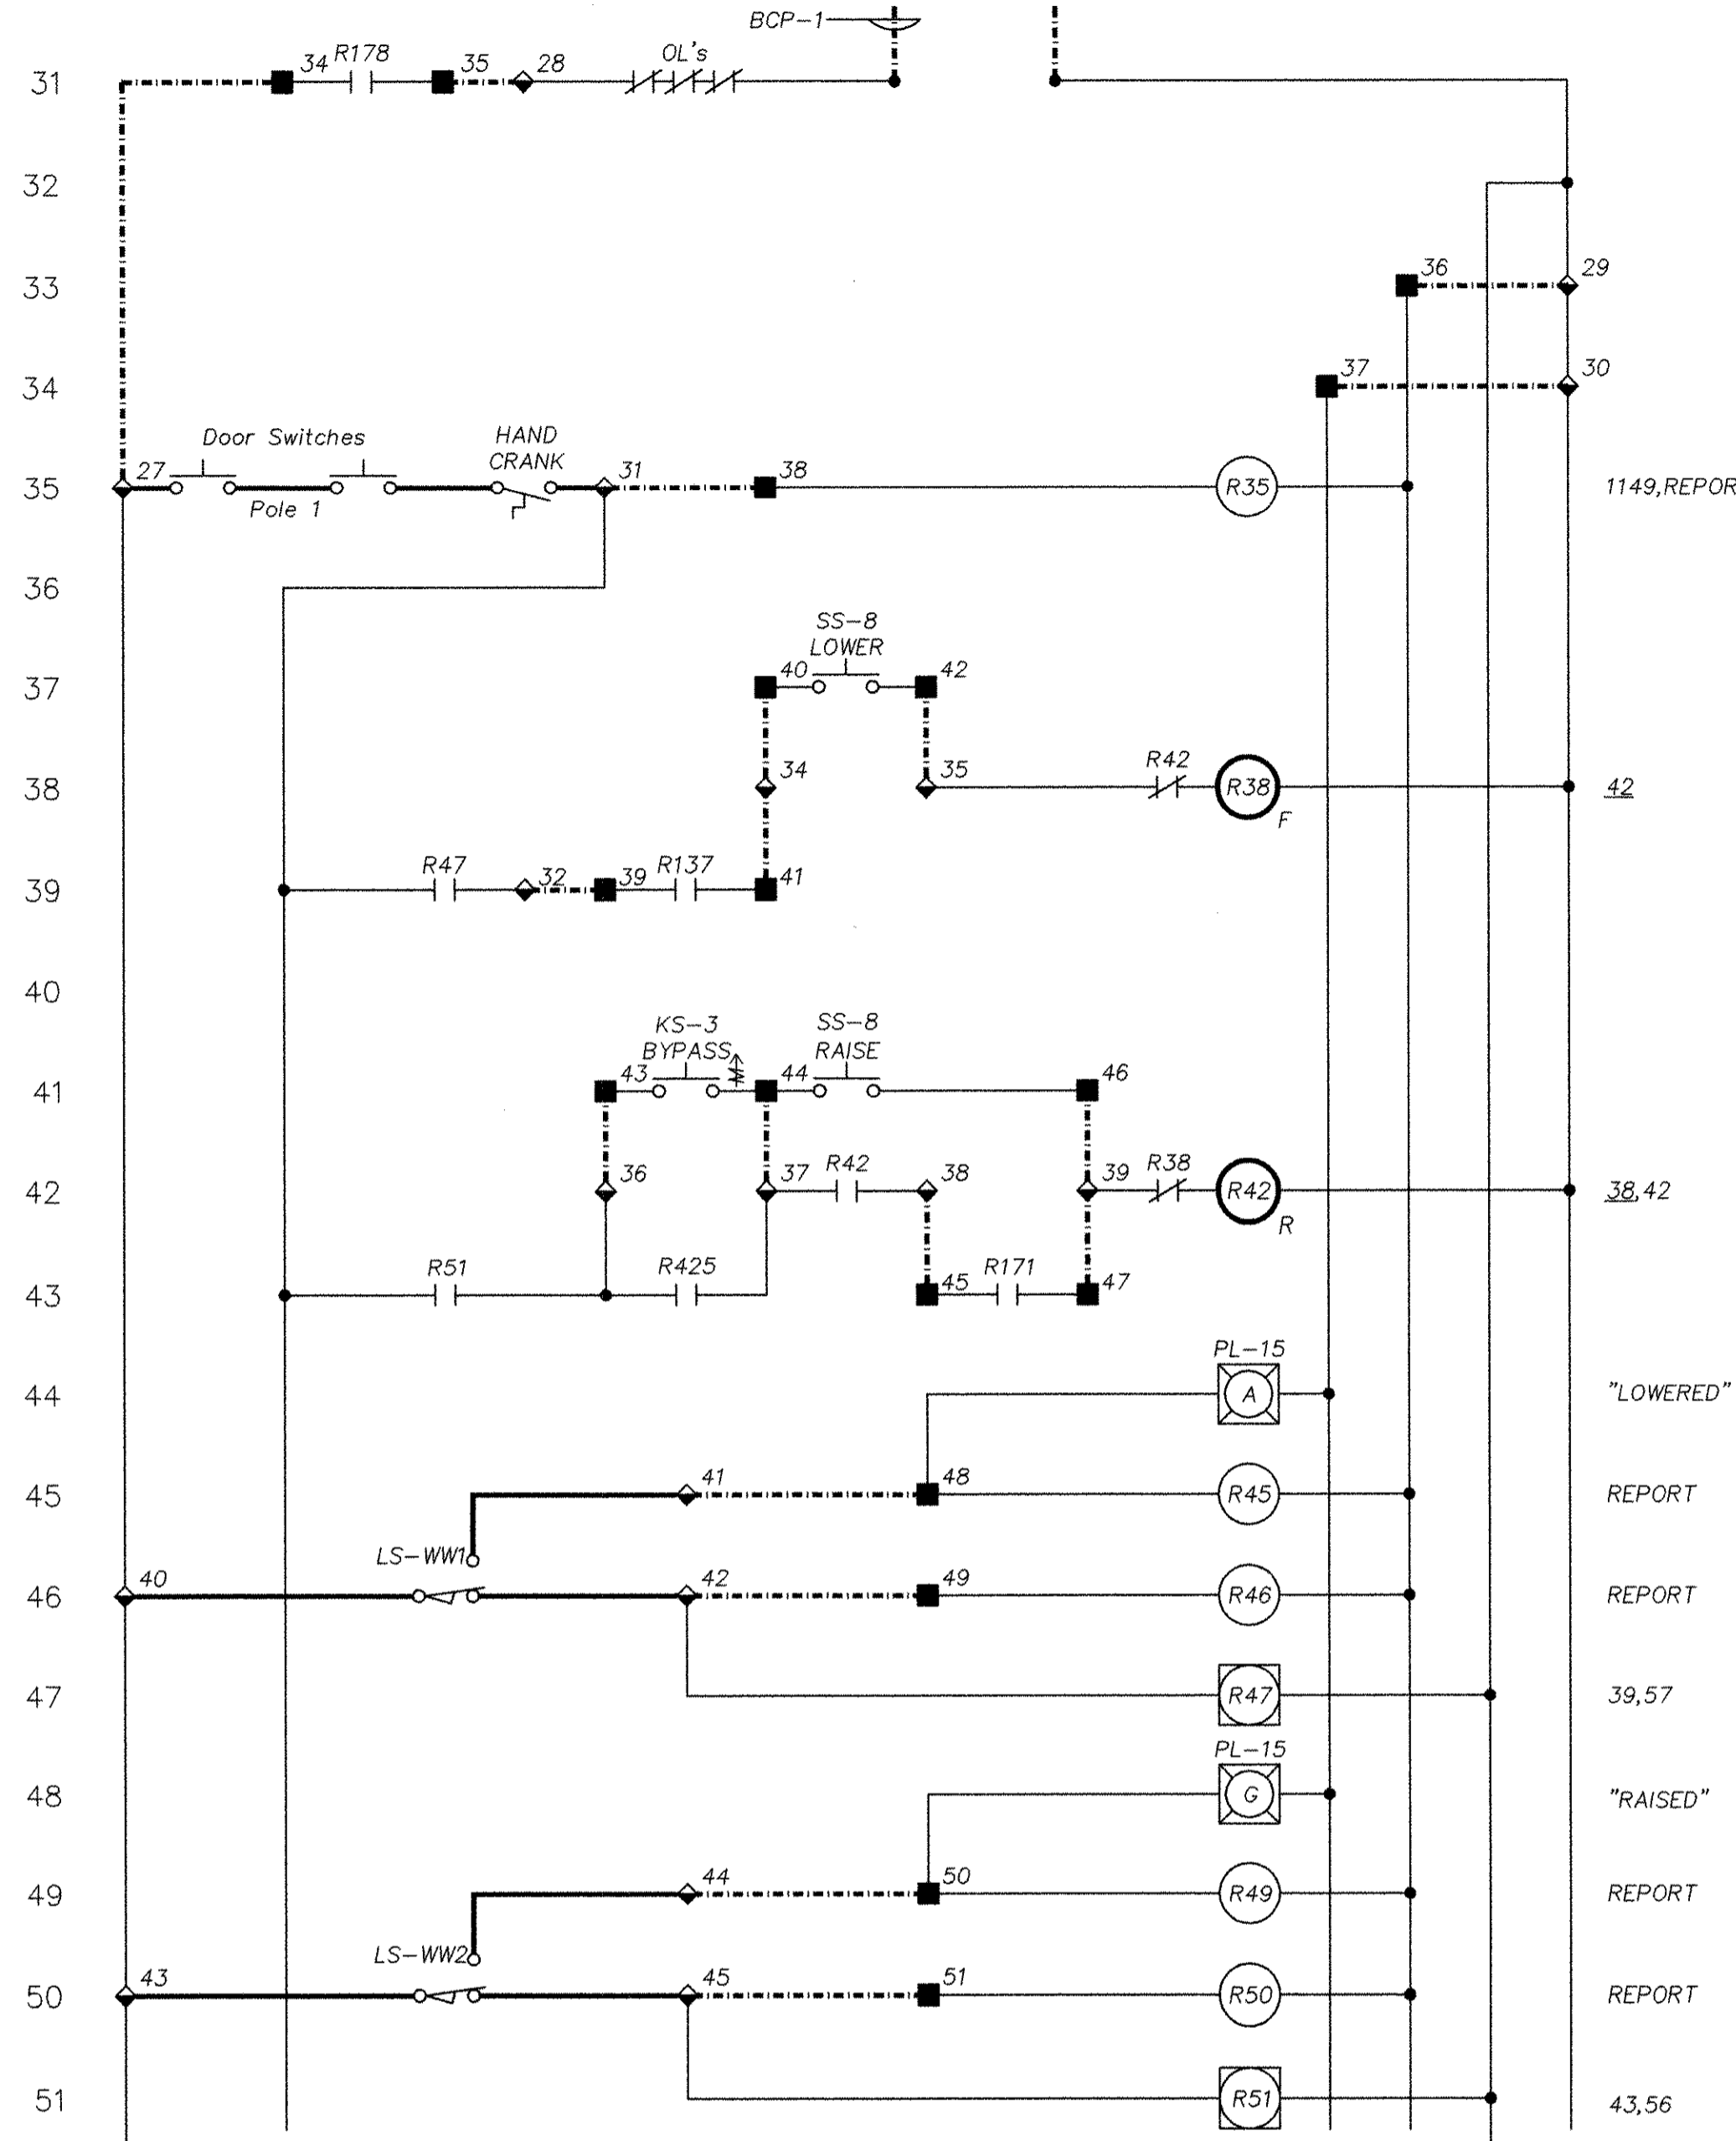 BCP-1
31 34 R178 35 28 OL's
32
33 36 29
34 37 30
Door Switches HAND
CRANK
35 27 31 38 R35 1149,REPOR
Pole 1
36
SS-8
LOWER
37 40 42
38 34 35 R42 R38 42
F
39 R47 32 39 R137 41
40
KS-3 SS-8
BYPASS RAISE
41 43 44 46
42 36 37 R42 38 39 R38 R42 38,42
R
43 R51 R425 45 R171 47
PL-15
44 A "LOWERED"
45 41 48 R45 REPORT
LS-WW1
46 40 42 49 R46 REPORT
47 R47 39,57
PL-15
48 G "RAISED"
49 44 50 R49 REPORT
LS-WW2
50 43 45 51 R50 REPORT
51 R51 43,56